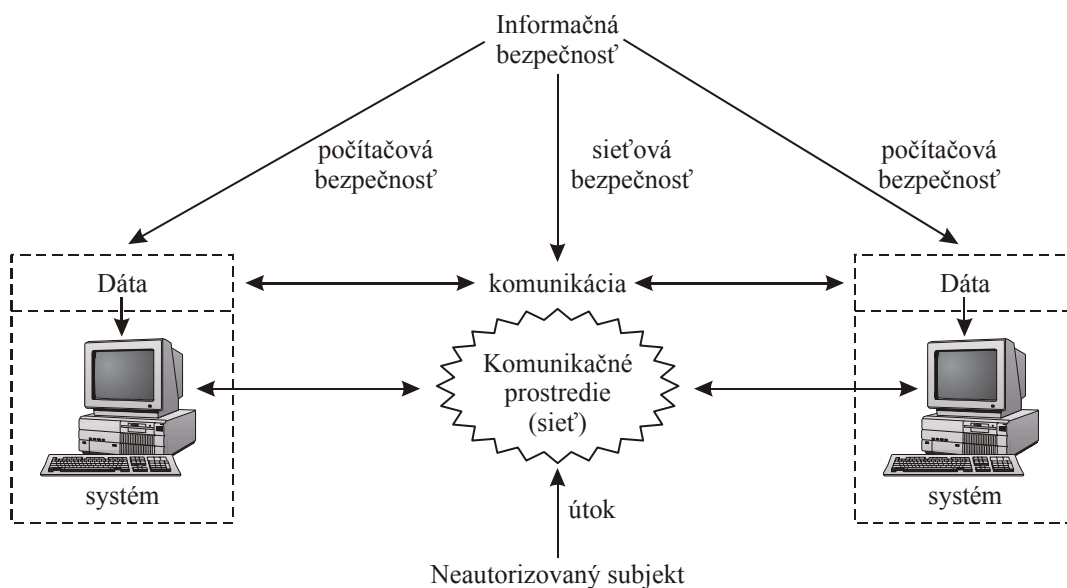 Informačná
bezpečnosť
počítačová
bezpečnosť
sieťová
bezpečnosť
počítačová
bezpečnosť
Dáta
komunikácia
Dáta
Komunikačné
prostredie
(sieť)
systém
systém
útok
Neautorizovaný subjekt